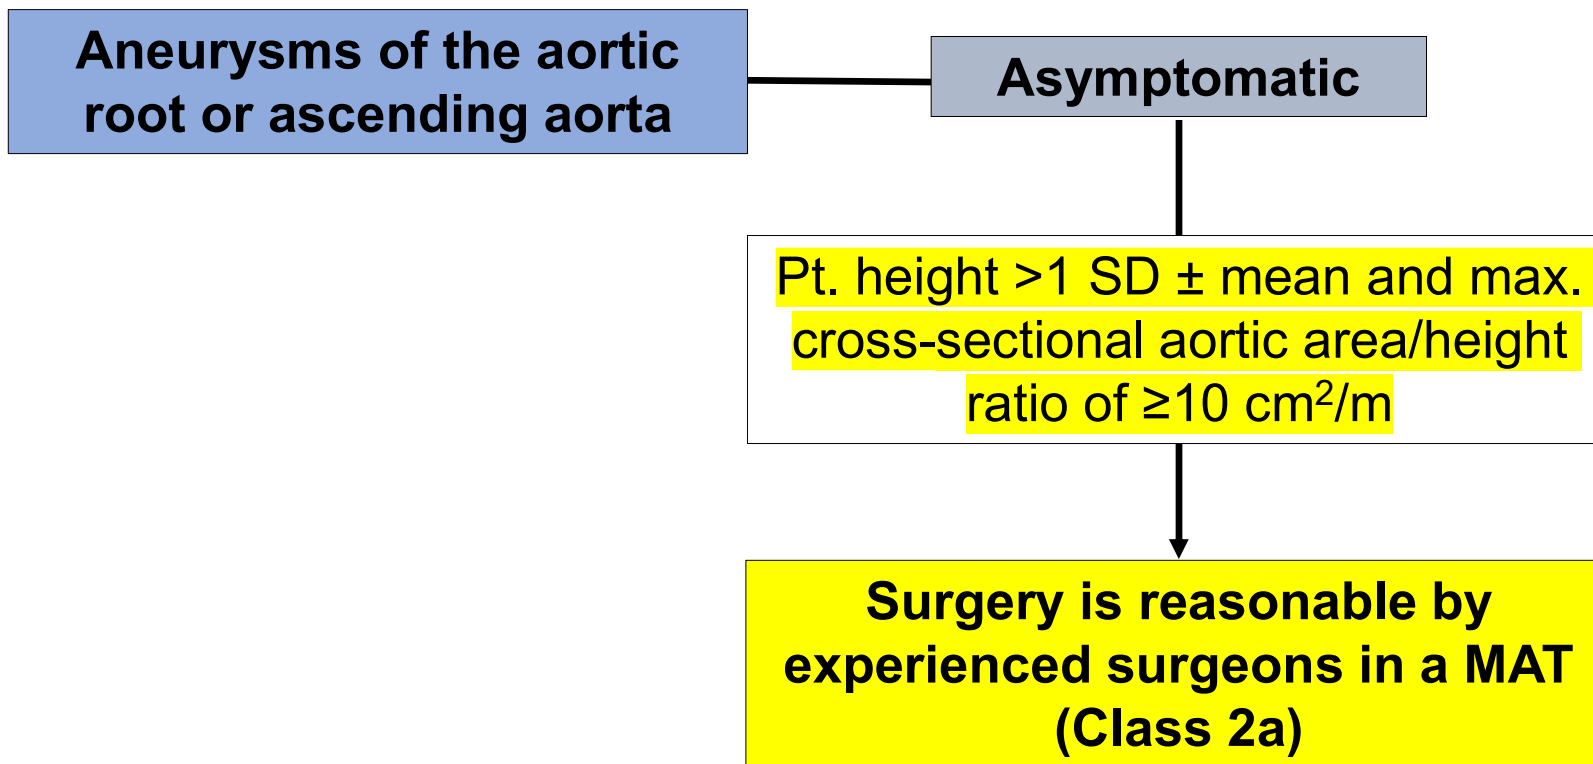 Aneurysms of the aortic
root or ascending aorta
Asymptomatic
Pt. height >1 SD ± mean and max.
cross-sectional aortic area/height
ratio of ≥10 cm²/m
Surgery is reasonable by
experienced surgeons in a MAT
(Class 2a)